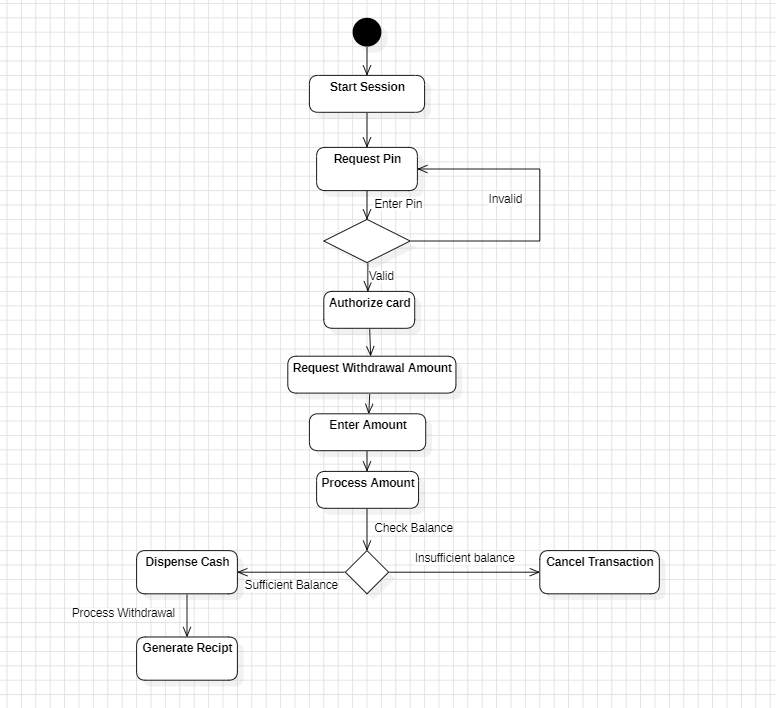 Start Session
Request Pin
Enter Pin
Invalid
Valid
Authorize card
Request Withdrawal Amount
Enter Amount
Process Amount
Check Balance
Insufficient balance
Dispense Cash
Cancel Transaction
Sufficient Balance
Process Withdrawal
Generate Recipt